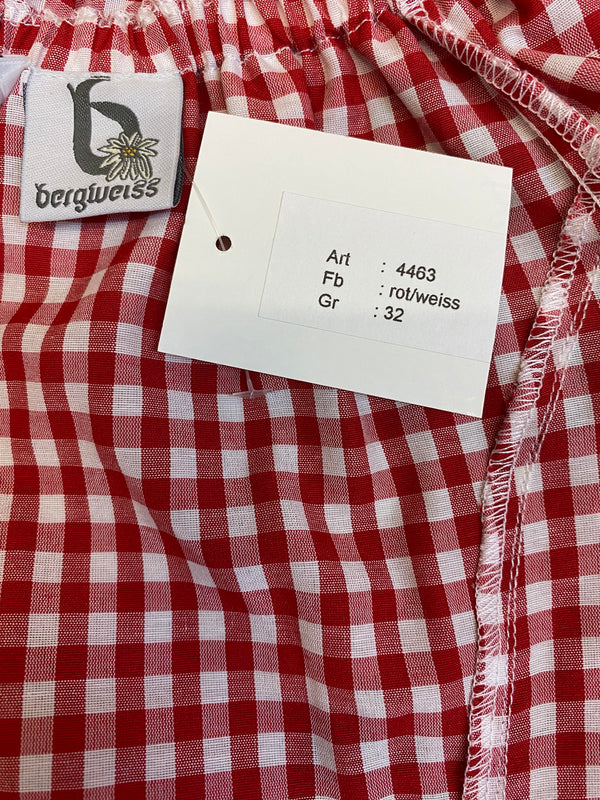 b
bergweiss
Art : 4463
Fb : rot/weiss
Gr : 32